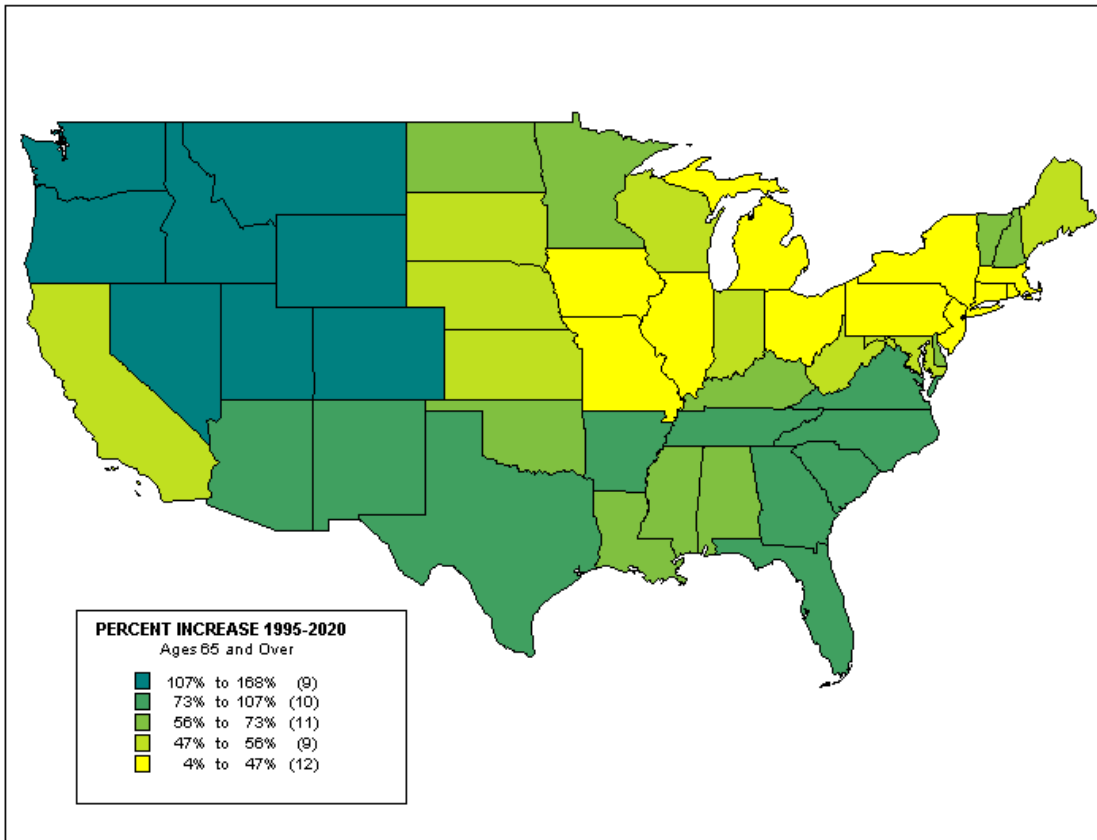 PERCENT INCREASE 1995-2020
Ages 65 and Over
107% to 168% (9)
73% to 107% (10)
56% to 73% (11)
47% to 56% (9)
4% to 47% (12)